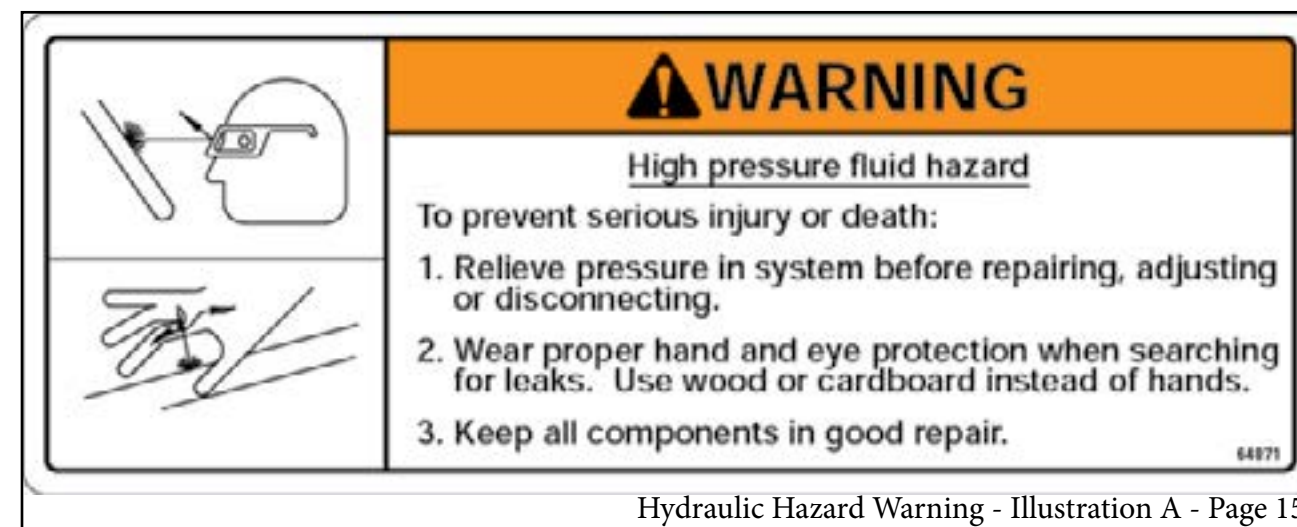 WARNING
High pressure fluid hazard
To prevent serious injury or death:
1. Relieve pressure in system before repairing, adjusting
or disconnecting.
2. Wear proper hand and eye protection when searching
for leaks. Use wood or cardboard instead of hands.
3. Keep all components in good repair.
64971
Hydraulic Hazard Warning - Illustration A - Page 15